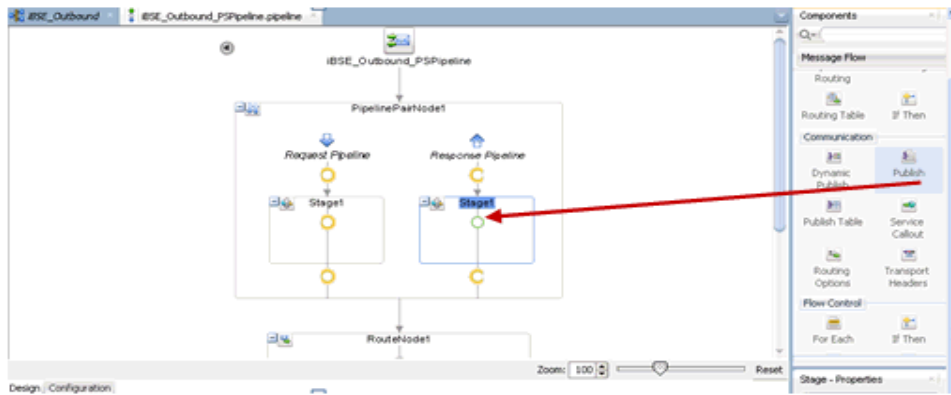 iBSE_Outbound
iBSE_Outbound_PSPipeline.pipeline
Components
Message Flow
iBSE_Outbound_PSPipeline
Routing
Routing Table
If Then
PipelinePairNode1
Communication
Request Pipeline
Response Pipeline
Dynamic
Publish
Publish
Stage1
Stage1
Publish Table
Service
Callout
Routing
Options
Transport
Headers
Flow Control
RouteNode1
For Each
If Then
Zoom: 100
Reset
Stage - Properties
Design
Configuration